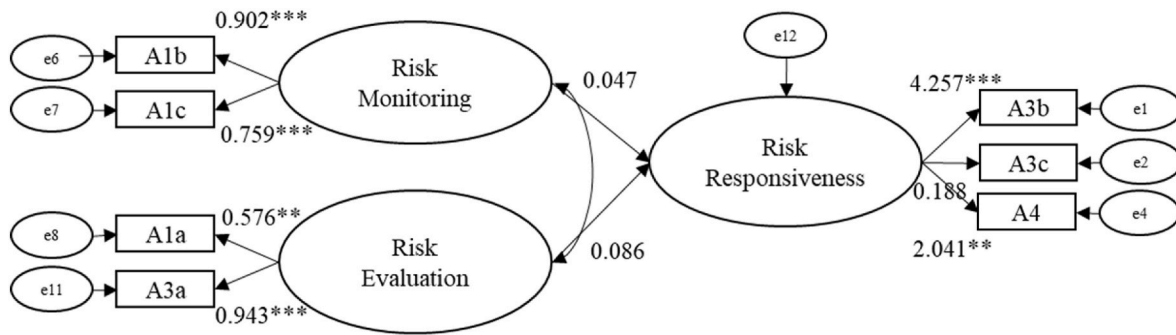 0.902***
e6
A1b
e7
A1c
0.759***
Risk
Monitoring
0.047
e12
4.257***
A3b
e1
Risk
Responsiveness
A3c
e2
0.188
A4
e4
2.041**
e8
A1a
0.576**
e11
A3a
0.943***
Risk
Evaluation
0.086